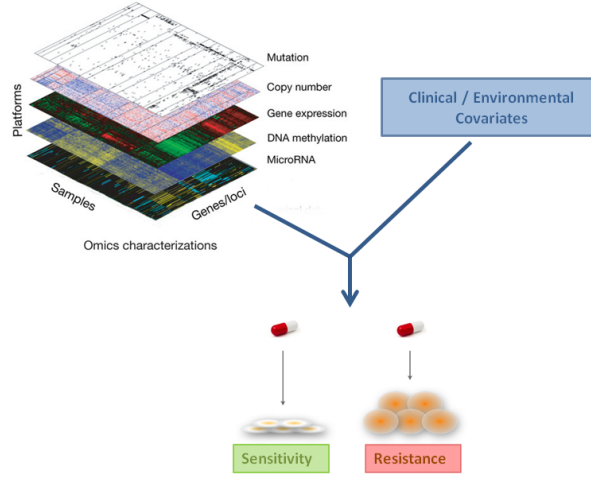 Mutation
Copy number
Gene expression
DNA methylation
MicroRNA
Platforms
Samples
Genes/loci
Omics characterizations
Clinical / Environmental
Covariates
Sensitivity
Resistance